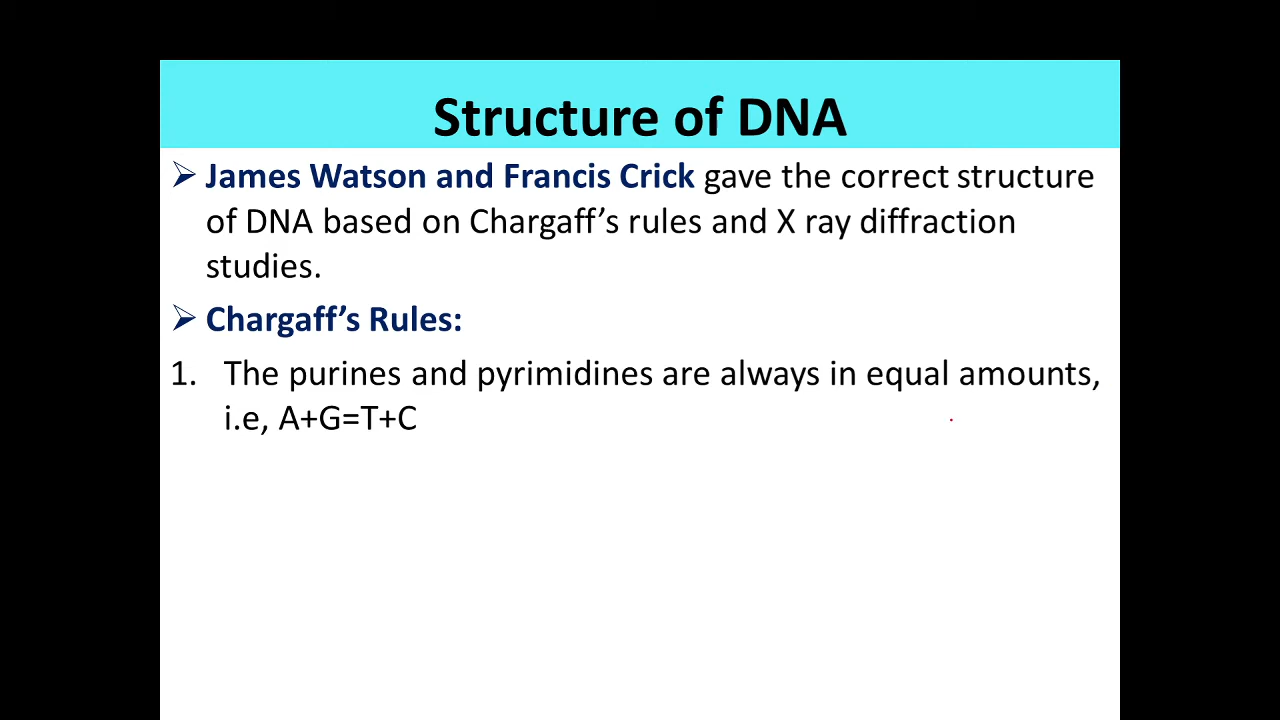 Structure of DNA
➢ James Watson and Francis Crick gave the correct structure
of DNA based on Chargaff’s rules and X ray diffraction
studies.
➢ Chargaff’s Rules:
1. The purines and pyrimidines are always in equal amounts,
i.e, A+G=T+C